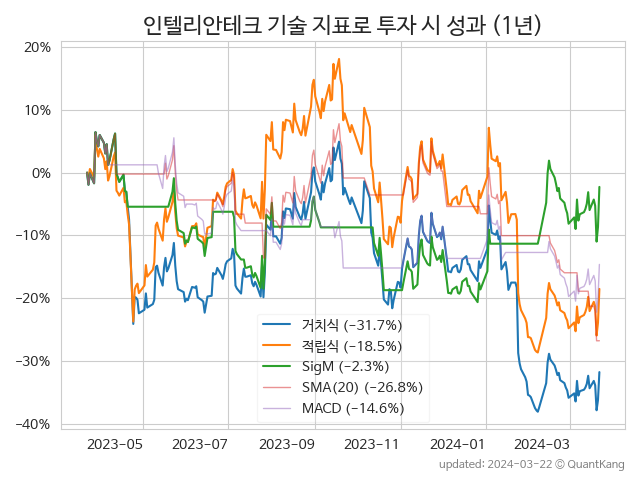 인텔리안테크 기술 지표로 투자 시 성과 (1년)
20%
10%
0%
−10%
−20%
−30%
−40%
거치식 (−31.7%)
적립식 (−18.5%)
SigM (−2.3%)
SMA(20) (−26.8%)
MACD (−14.6%)
2023−05
2023−07
2023−09
2023−11
2024−01
2024−03
updated: 2024−03−22 © QuantKang